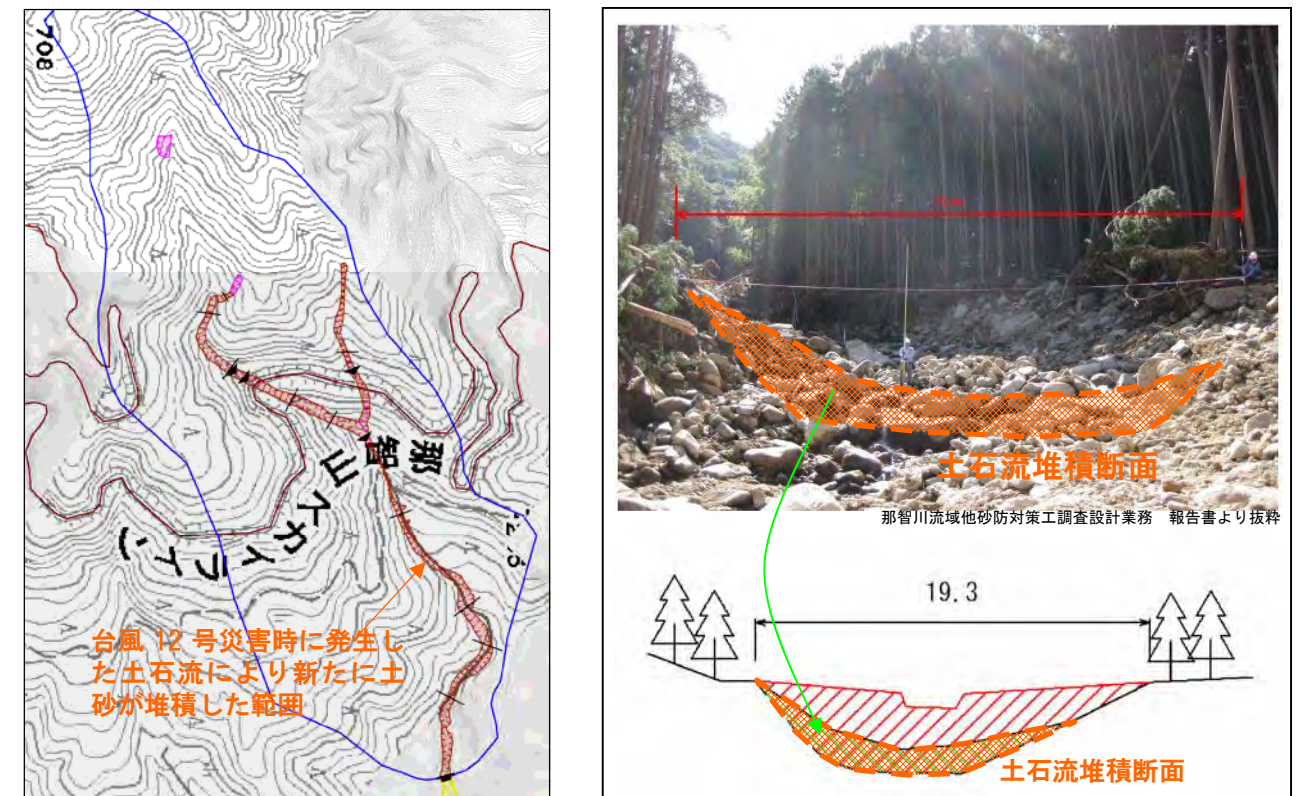 708
那智山スカイライン
台風 12 号災害時に発生し
た土石流により新たに土
砂が堆積した範囲
土石流堆積断面
那智川流域他砂防対策工調査設計業務 報告書より抜粋
19.3
土石流堆積断面